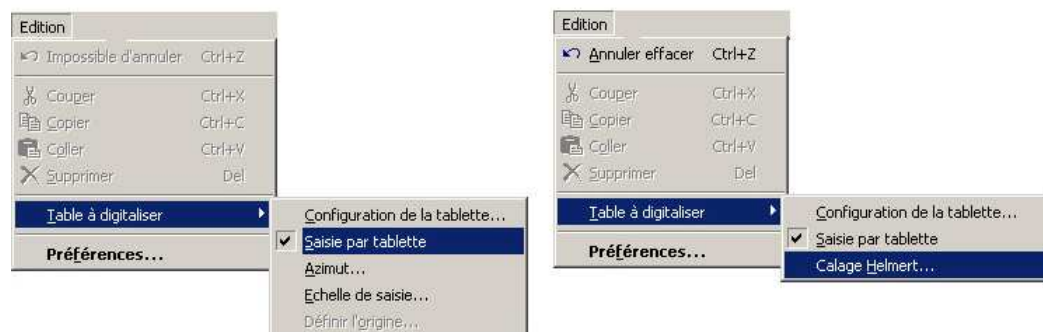 Edition
Impossible d'annuler Ctrl+Z
Couper Ctrl+X
Copier Ctrl+C
Coller Ctrl+V
Supprimer Del
Table à digitaliser
Préférences...
Configuration de la tablette...
Saisie par tablette
Azimut...
Echelle de saisie...
Définir l'origine...
Edition
Annuler effacer Ctrl+Z
Couper Ctrl+X
Copier Ctrl+C
Coller Ctrl+V
Supprimer Del
Table à digitaliser
Préférences...
Configuration de la tablette...
Saisie par tablette
Calage Helmert...